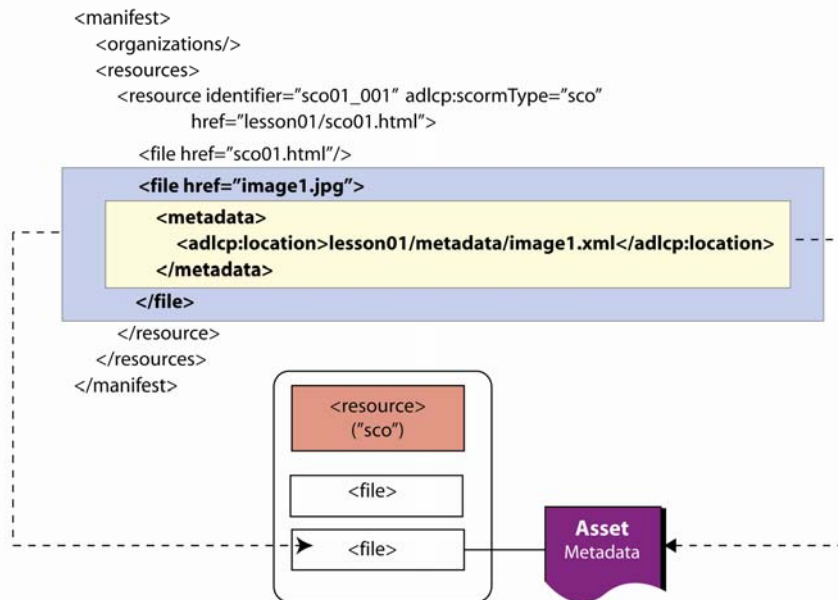 <manifest>
<organizations/>
<resources>
<resource identifier=”sco01_001” adlcp:scormType=”sco”
href=”lesson01/sco01.html”>
<file href=”sco01.html”/>
<file href=”image1.jpg”>
<metadata>
<adlcp:location>lesson01/metadata/image1.xml</adlcp:location>
</metadata>
</file>
</resource>
</resources>
</manifest>
<resource>
(”sco”)
<file>
<file>
Asset
Metadata